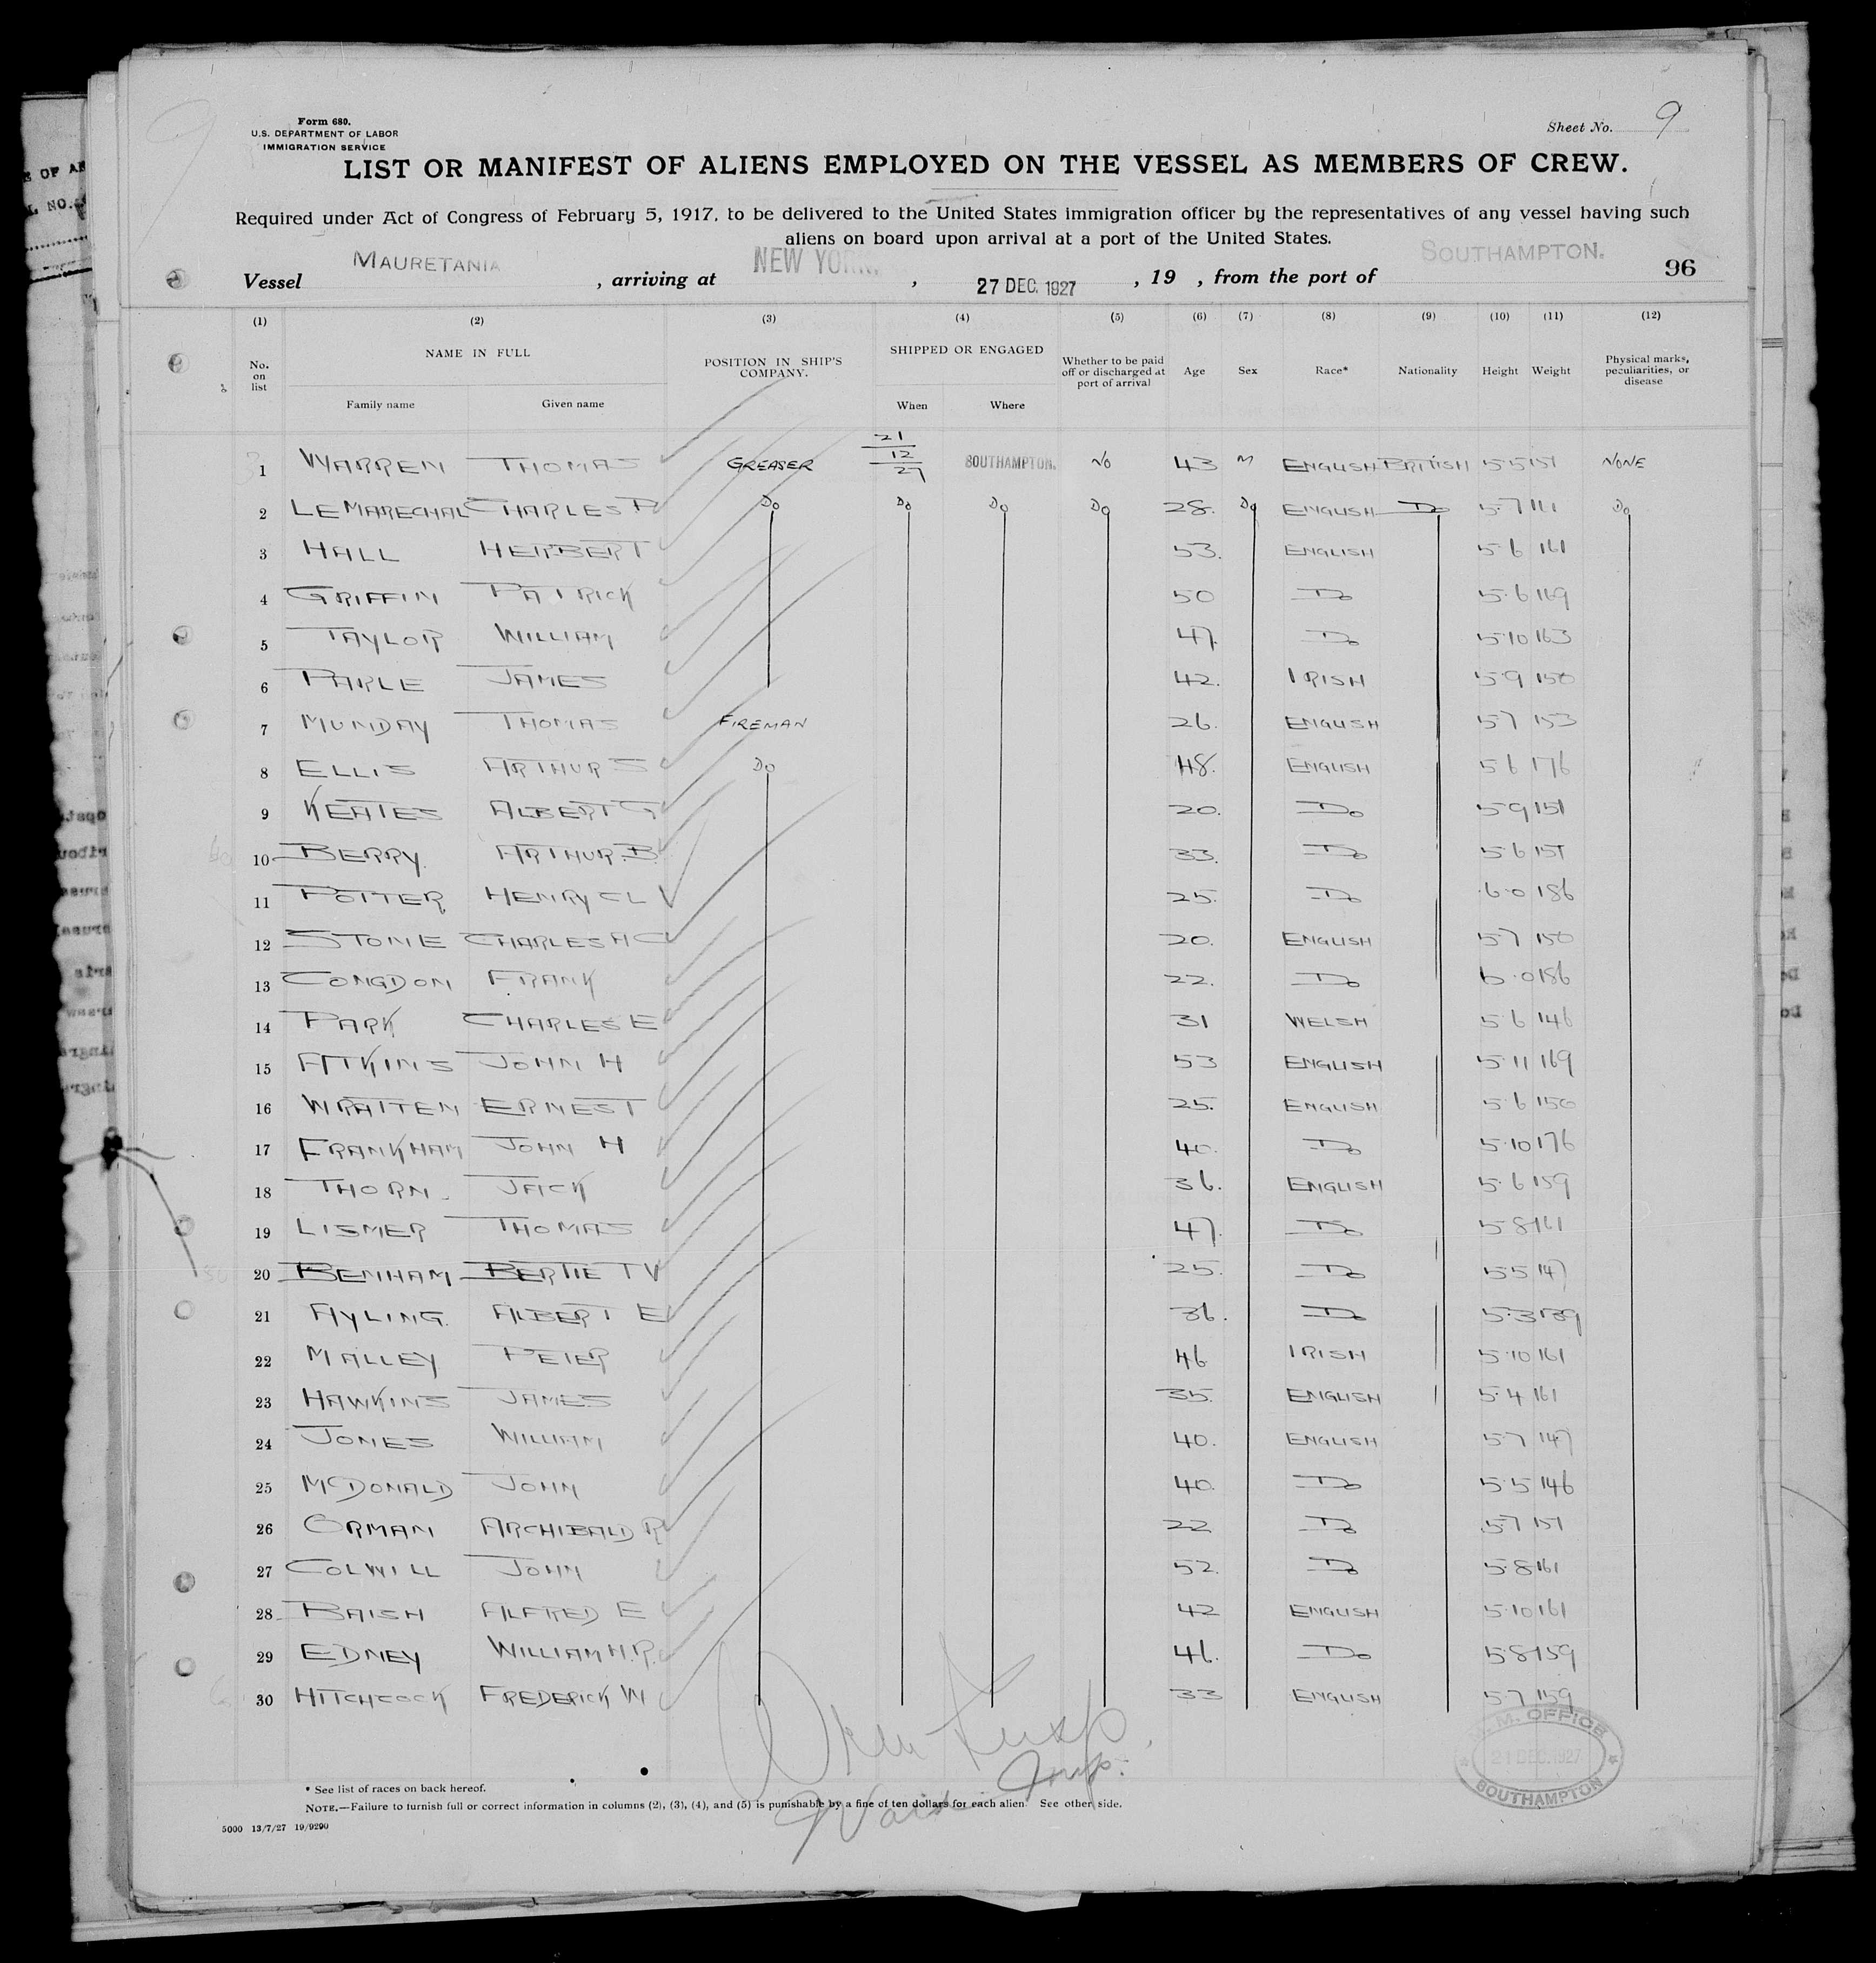 Form 680.
U.S. DEPARTMENT OF LABOR
IMMIGRATION SERVICE
Sheet No. 9
LIST OR MANIFEST OF ALIENS EMPLOYED ON THE VESSEL AS MEMBERS OF CREW.
Required under Act of Congress of February 5, 1917, to be delivered to the United States immigration officer by the representatives of any vessel having such
aliens on board upon arrival at a port of the United States.
Vessel MAURETANIA , arriving at NEW YORK. , 27 DEC. 1927 , 19 , from the port of SOUTHAMPTON. 96
(1) (2) (3) (4) (5) (6) (7) (8) (9) (10) (11) (12)
No. on list NAME IN FULL Family name Given name POSITION IN SHIP'S COMPANY. SHIPPED OR ENGAGED When Where Whether to be paid off or discharged at port of arrival Age Sex Race* Nationality Height Weight Physical marks, peculiarities, or disease
1 WARREN THOMAS GREASER 21/12/27 SOUTHAMPTON. NO 43 M ENGLISH BRITISH 5 5 151 NONE
2 LE MARECHAL CHARLES P Do Do Do Do 28. Do ENGLISH Do 5.7 141 Do
3 HALL HERBERT 53. ENGLISH 5 6 161
4 GRIFFIN PATRICK 50 Do 5.6 169
5 TAYLOR WILLIAM 47. Do 5.10 163
6 PARLE JAMES 42. IRISH 5 9 150
7 MUNDAY THOMAS FIREMAN 26. ENGLISH 5 7 153
8 ELLIS ARTHUR S Do 48. ENGLISH 5 6 176
9 KEATES ALBERT G 20. Do 5 9 151
10 BERRY. ARTHUR. B 33. Do 5 6 151
11 POTTER HENRY C L 25. Do 6.0 186
12 STONE CHARLES H C 20. ENGLISH 5 7 150
13 CONGDON FRANK 22. Do 6.0 186
14 PARK CHARLES E 31 WELSH 5 6 146
15 ATKINS JOHN H 53 ENGLISH 5.11 169
16 WRATTEN ERNEST 25. ENGLISH 5 6 150
17 FRANKHAM JOHN H 40. Do 5.10 176
18 THORN. JACK 36. ENGLISH 5.6 159
19 LISMER THOMAS 47. Do 5.8 161
20 BENHAM BERTIE T V 25. Do 5 5 147
21 AYLING. ALBERT E 36. Do 5.3 139
22 MALLEY PETER 46 IRISH 5.10 161
23 HAWKINS JAMES 35. ENGLISH 5.4 161
24 JONES WILLIAM 40. ENGLISH 5.7 147
25 MCDONALD JOHN 40. Do 5.5 146
26 ORMAN ARCHIBALD R 22 Do 5 7 151
27 COLWILL JOHN 52. Do 5.8 161
28 BAISH ALFRED E 42 ENGLISH 5.10 161
29 EDNEY WILLIAM H.R. 46. Do 5.8 159
30 HITCHCOCK FREDERICK W 33 ENGLISH 5.7 159
OFFICE
21 DEC. 1927
SOUTHAMPTON
* See list of races on back hereof.
NOTE.—Failure to furnish full or correct information in columns (2), (3), (4), and (5) is punishable by a fine of ten dollars for each alien See other side.
5000 13/7/27 19/9290